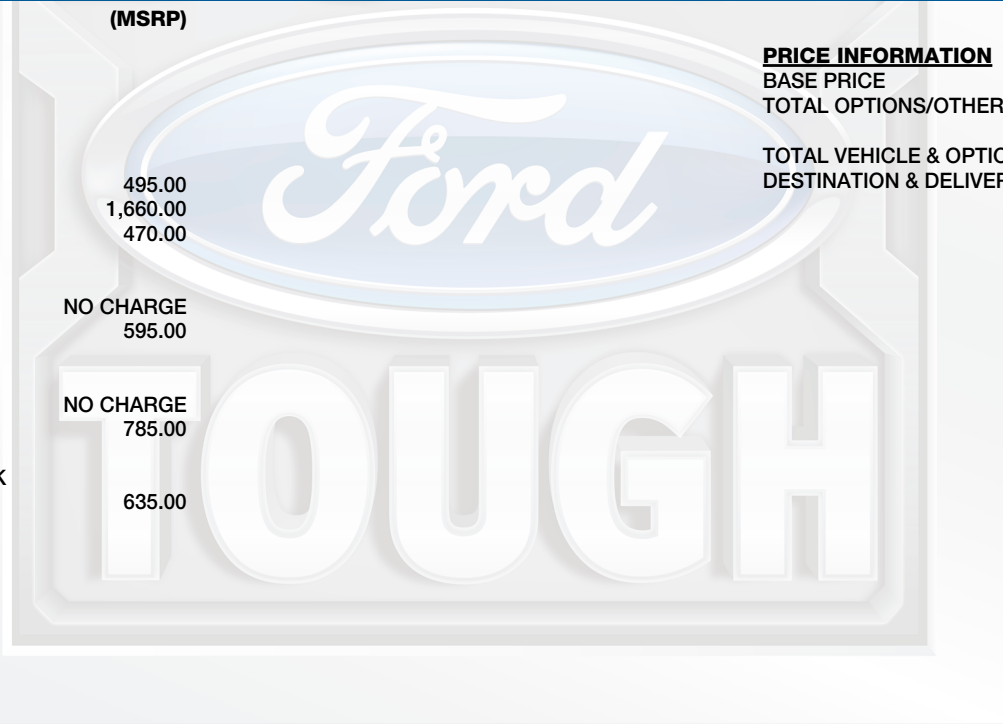 (MSRP)
PRICE INFORMATION
BASE PRICE
TOTAL OPTIONS/OTHER
TOTAL VEHICLE & OPTIO
DESTINATION & DELIVER
495.00
1,660.00
470.00
NO CHARGE
595.00
NO CHARGE
785.00
K
635.00
Ford
TOUGH